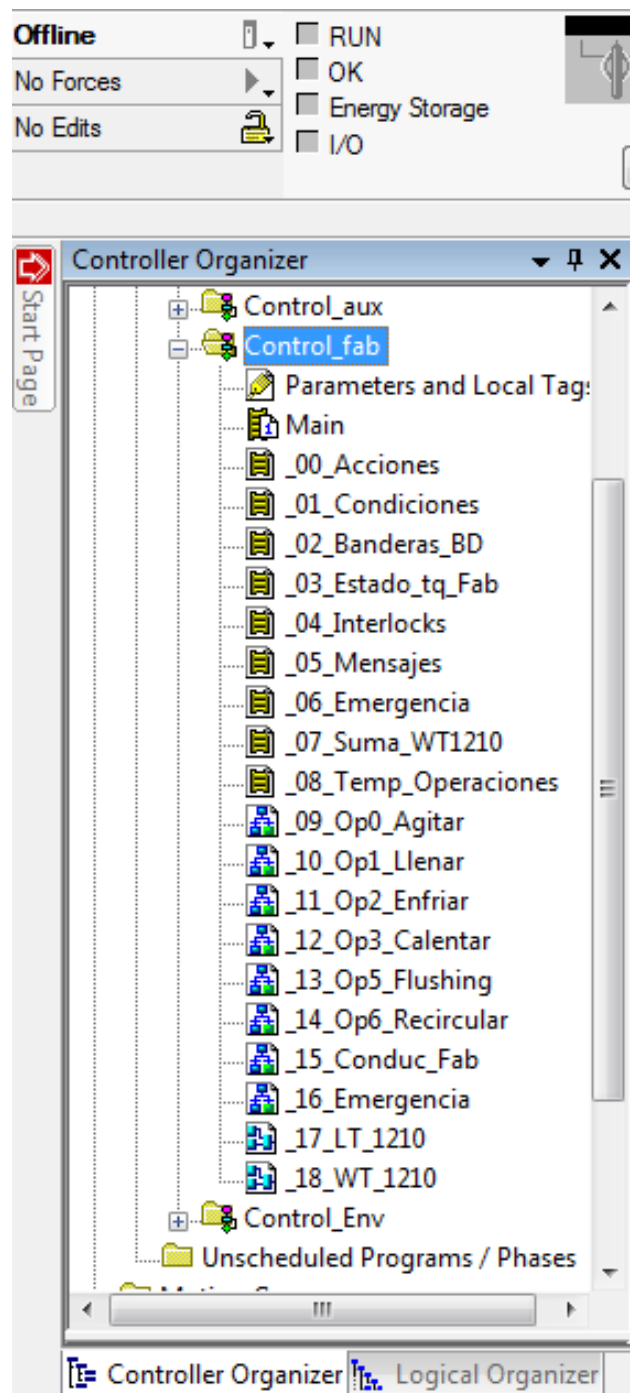 Offline
RUN
No Forces
OK
Energy Storage
No Edits
I/O
Start Page
Controller Organizer
Control_aux
Control_fab
Parameters and Local Tag
Main
_00_Acciones
_01_Condiciones
_02_Banderas_BD
_03_Estado_tq_Fab
_04_Interlocks
_05_Mensajes
_06_Emergencia
_07_Suma_WT1210
_08_Temp_Operaciones
_09_Op0_Agitar
_10_Op1_Llenar
_11_Op2_Enfriar
_12_Op3_Calentar
_13_Op5_Flushing
_14_Op6_Recircular
_15_Conduc_Fab
_16_Emergencia
_17_LT_1210
_18_WT_1210
Control_Env
Unscheduled Programs / Phases
Controller Organizer
Logical Organizer